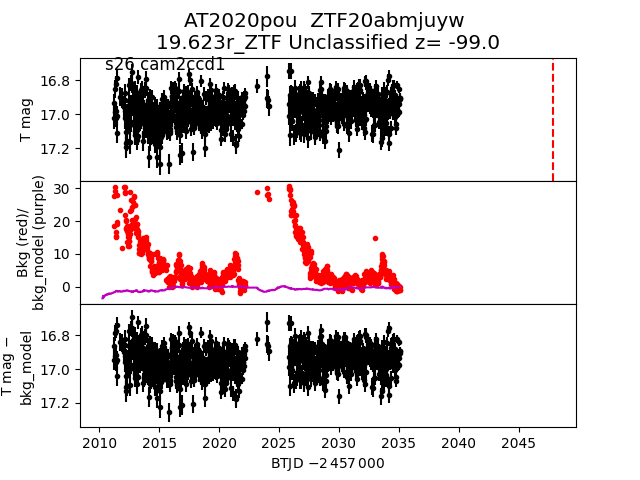 AT2020pou  ZTF20abmjuyw
19.623r_ZTF Unclassified z= -99.0
s26 cam2ccd1
16.8
17.0
17.2
T mag
30
20
10
0
Bkg (red)/
bkg_model (purple)
16.8
17.0
17.2
T mag −
bkg_model
2010 2015 2020 2025 2030 2035 2040 2045
BTJD −2 457 000